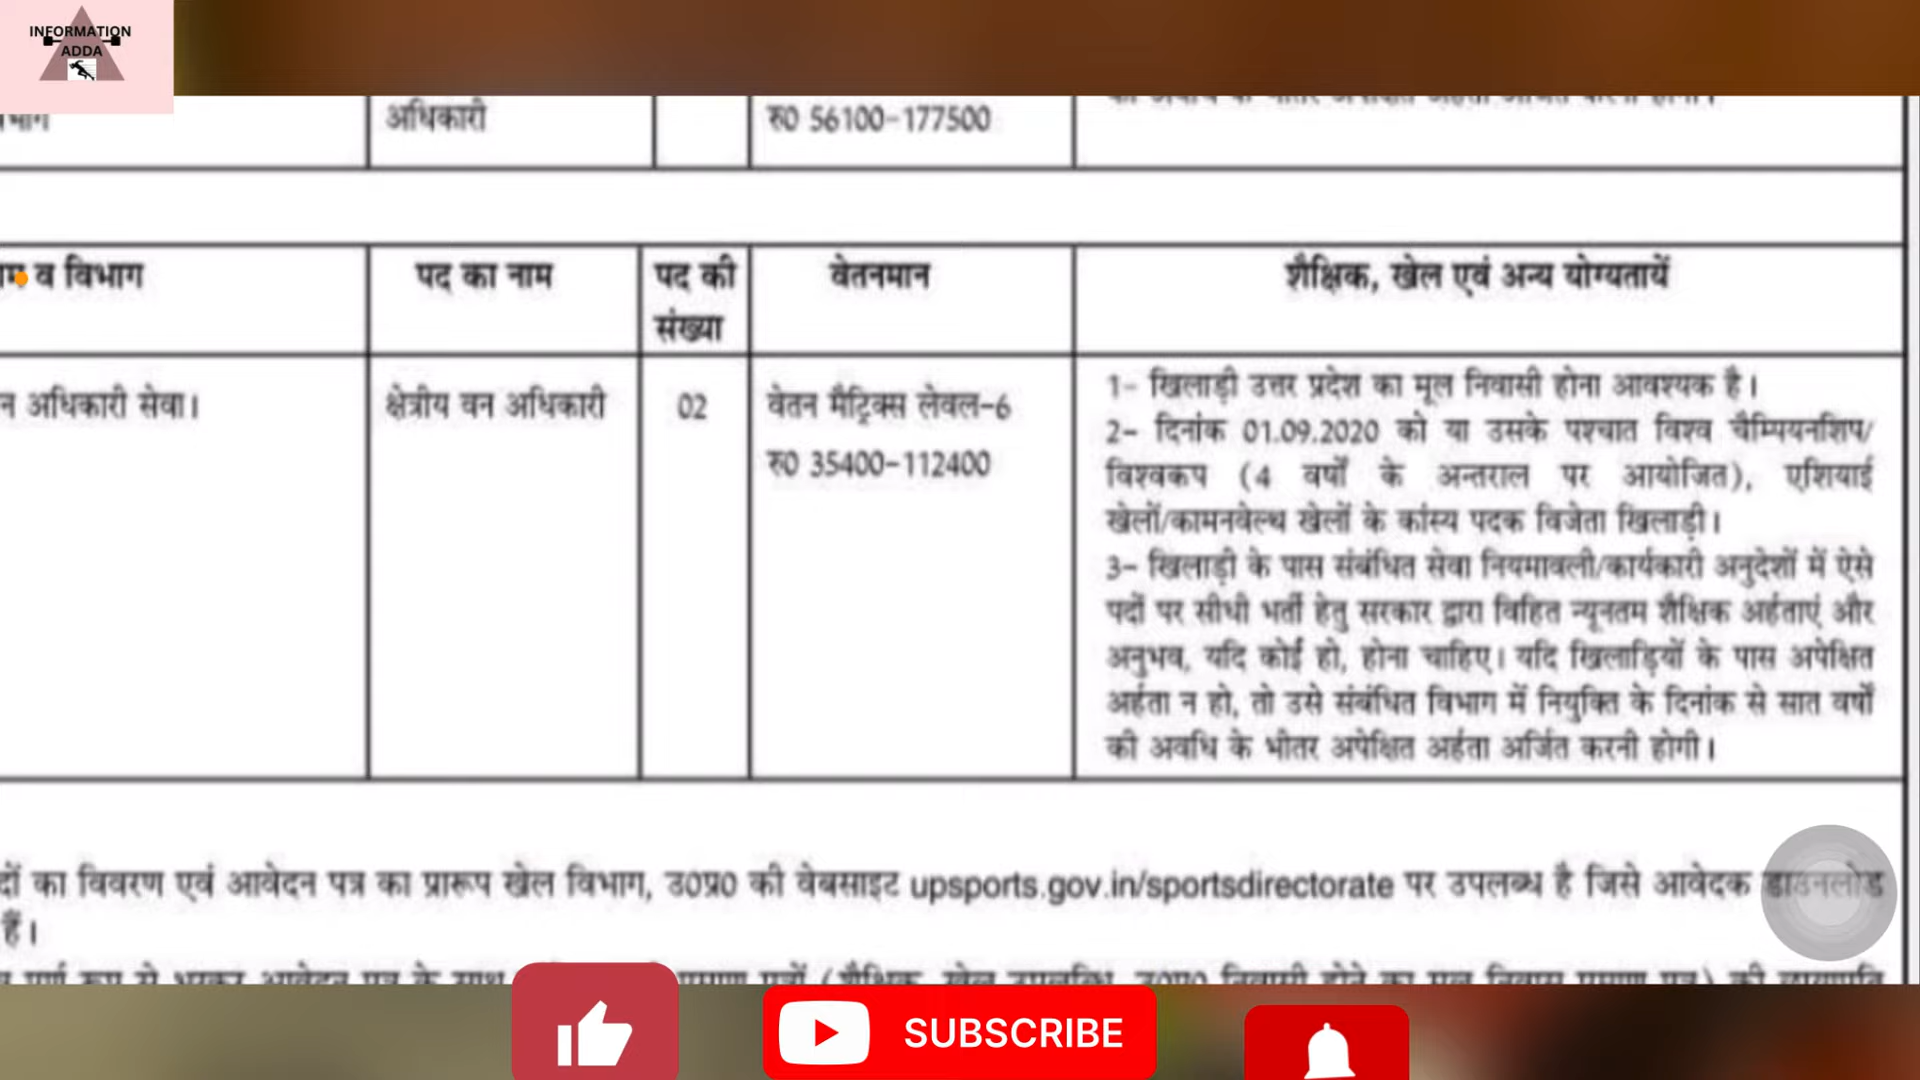 INFORMATION
ADDA
अधिकारी
रु0 56100-177500
व विभाग
पद का नाम
पद की
संख्या
वेतनमान
शैक्षिक, खेल एवं अन्य योग्यतायें
न अधिकारी सेवा।
क्षेत्रीय वन अधिकारी
02
वेतन मैट्रिक्स लेवल-6
रु0 35400-112400
1- खिलाड़ी उत्तर प्रदेश का मूल निवासी होना आवश्यक है।
2- दिनांक 01.09.2020 को या उसके पश्चात विश्व चैम्पियनशिप/
विश्वकप (4 वर्षों के अन्तराल पर आयोजित), एशियाई
खेलों/कामनवेल्थ खेलों के कांस्य पदक विजेता खिलाड़ी।
3- खिलाड़ी के पास संबंधित सेवा नियमावली/कार्यकारी अनुदेशों में ऐसे
पदों पर सीधी भर्ती हेतु सरकार द्वारा विहित न्यूनतम शैक्षिक अर्हताएं और
अनुभव, यदि कोई हो, होना चाहिए। यदि खिलाड़ियों के पास अपेक्षित
अर्हता न हो, तो उसे संबंधित विभाग में नियुक्ति के दिनांक से सात वर्षों
की अवधि के भीतर अपेक्षित अर्हता अर्जित करनी होगी।
दों का विवरण एवं आवेदन पत्र का प्रारूप खेल विभाग, उ0प्र0 की वेबसाइट upsports.gov.in/sportsdirectorate पर उपलब्ध है जिसे आवेदक डाउनलोड
हैं।
SUBSCRIBE